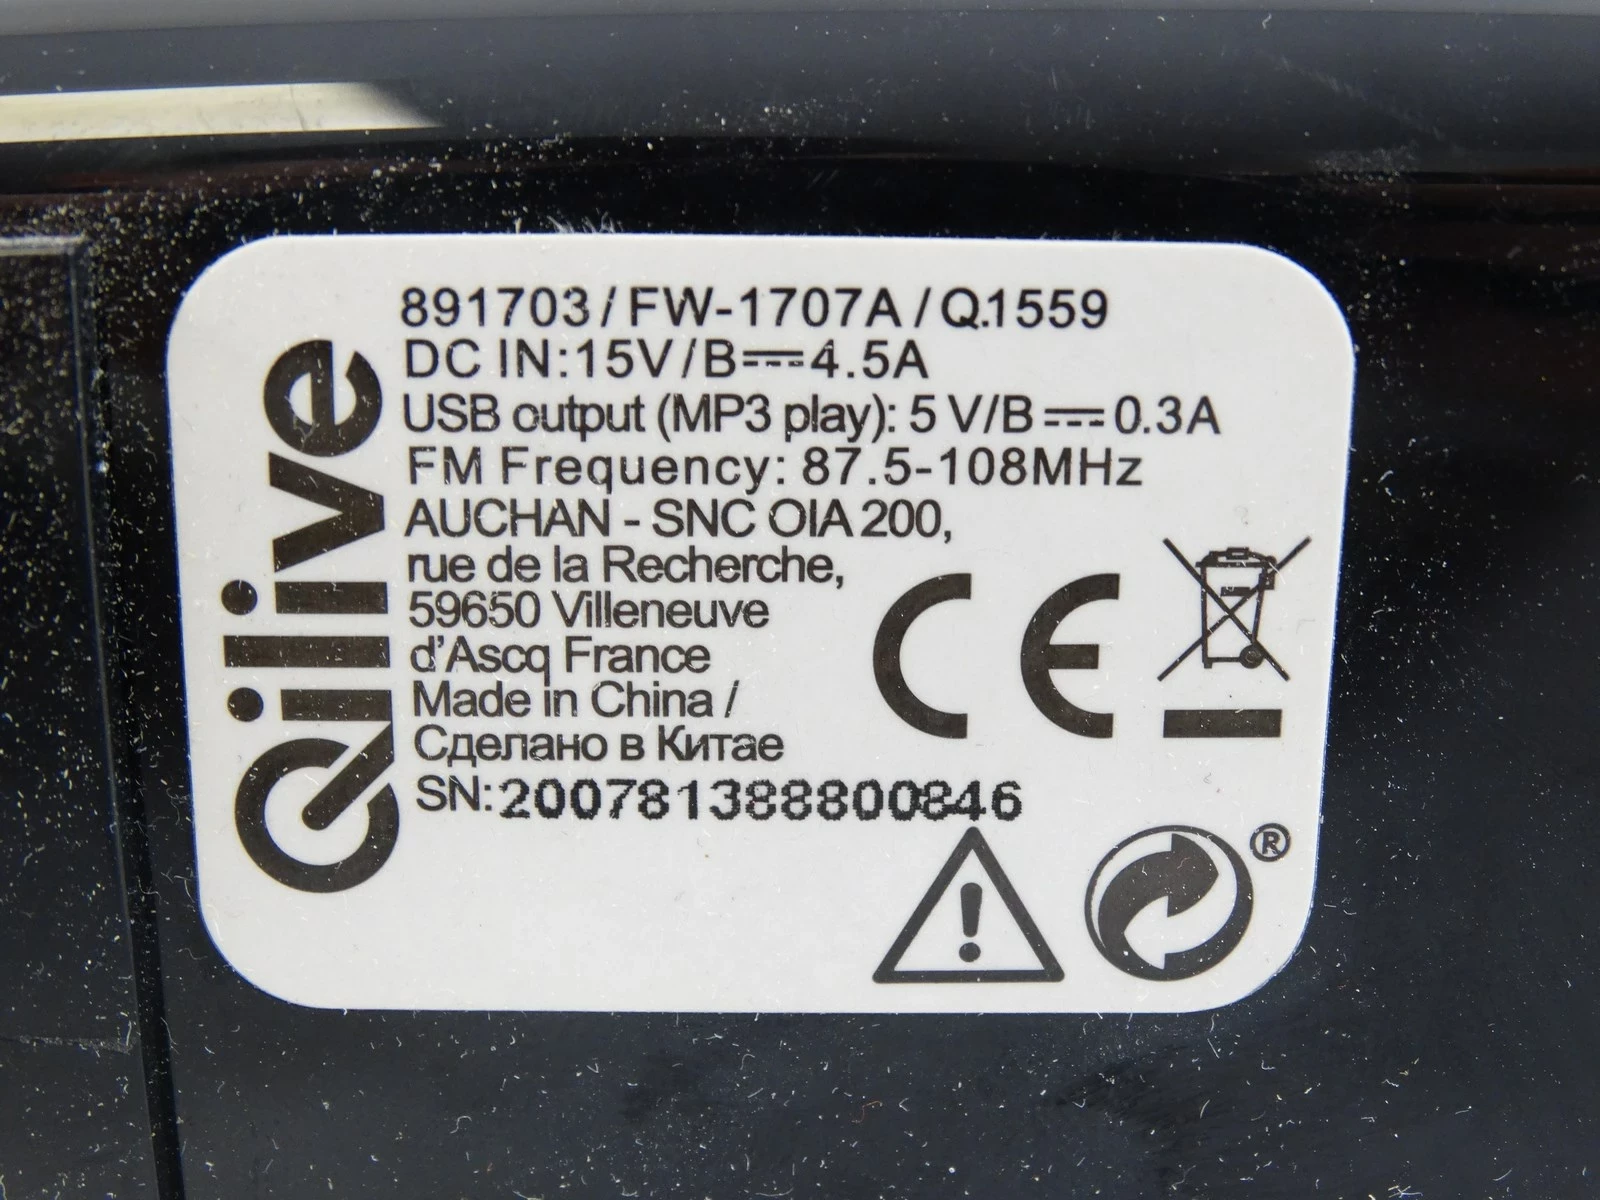 Qilive
891703/FW-1707A/Q.1559
DC IN:15V/B⎓4.5A
USB output (MP3 play): 5 V/B⎓0.3A
FM Frequency: 87.5-108MHz
AUCHAN - SNC OIA 200,
rue de la Recherche,
59650 Villeneuve
d'Ascq France
Made in China /
Сделано в Китае
SN:200781388800846
CE
®